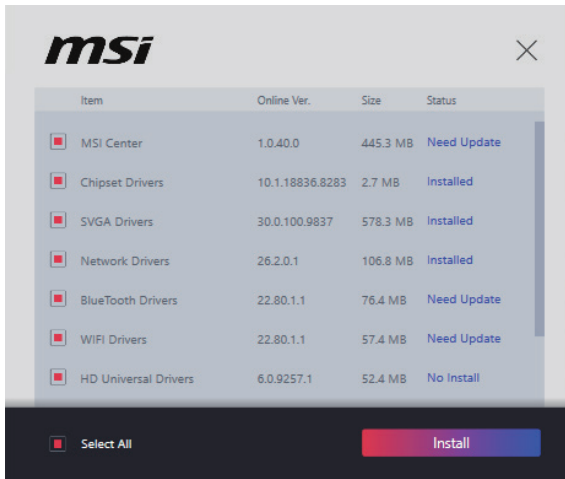 msi
Item Online Ver. Size Status
MSI Center 1.0.40.0 445.3 MB Need Update
Chipset Drivers 10.1.18836.8283 2.7 MB Installed
SVGA Drivers 30.0.100.9837 578.3 MB Installed
Network Drivers 26.2.0.1 106.8 MB Installed
BlueTooth Drivers 22.80.1.1 76.4 MB Need Update
WIFI Drivers 22.80.1.1 57.4 MB Need Update
HD Universal Drivers 6.0.9257.1 52.4 MB No Install
Select All Install